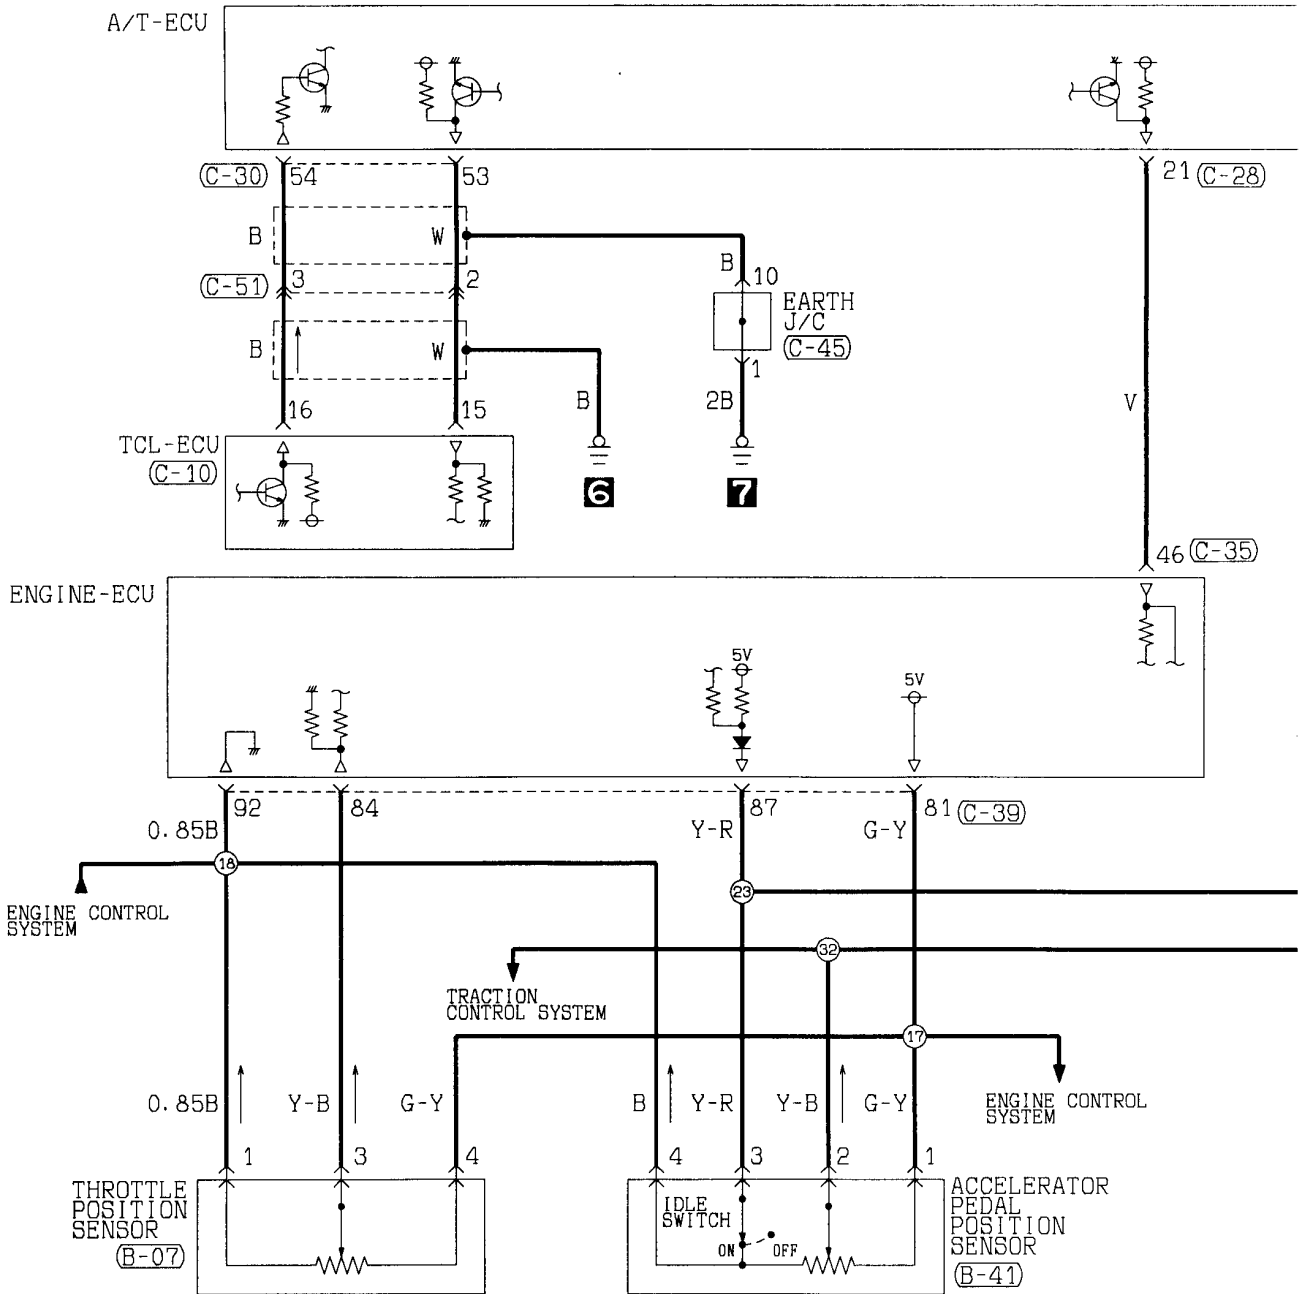 A/T-ECU
C-30 54 53 21 C-28
B W
B 10
C-51 3 2
EARTH
J/C
C-45
B W
1
B 2B V
16 15
TCL-ECU
C-10
6 7
46 C-35
ENGINE-ECU
5V
5V
92 84 87 81 C-39
0.85B Y-R G-Y
18
23
ENGINE CONTROL
SYSTEM
32
TRACTION
CONTROL SYSTEM
17
0.85B Y-B G-Y B Y-R Y-B G-Y
ENGINE CONTROL
SYSTEM
1 3 4 4 3 2 1
THROTTLE
POSITION
SENSOR
B-07
IDLE
SWITCH
ON OFF
ACCELERATOR
PEDAL
POSITION
SENSOR
B-41